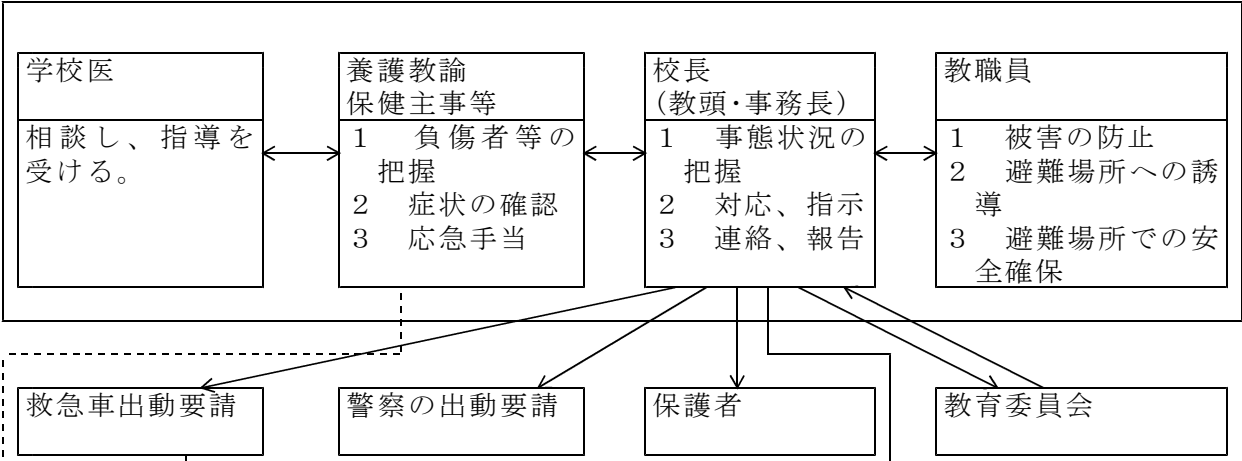 学校医
相談し、指導を
受ける。
養護教諭
保健主事等
1　負傷者等の
把握
2　症状の確認
3　応急手当
校長
(教頭･事務長)
1　事態状況の
把握
2　対応、指示
3　連絡、報告
教職員
1　被害の防止
2　避難場所への誘
導
3　避難場所での安
全確保
救急車出動要請
警察の出動要請
保護者
教育委員会